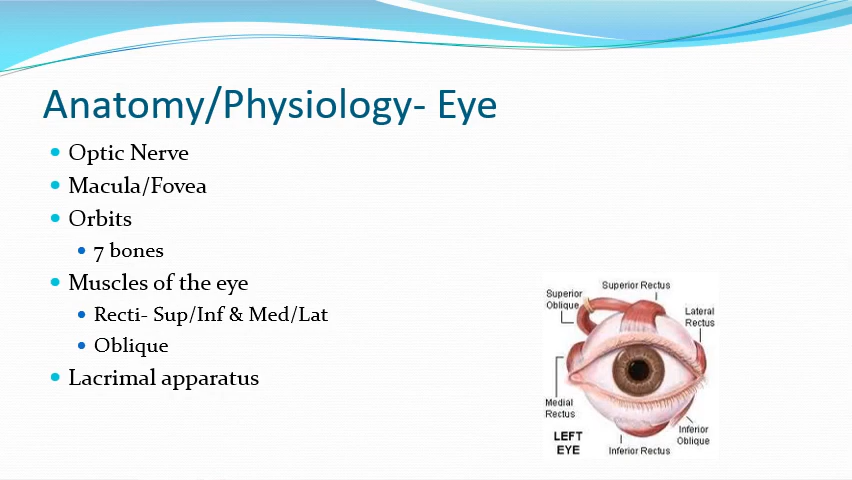 Anatomy/Physiology- Eye
Optic Nerve
Macula/Fovea
Orbits
7 bones
Muscles of the eye
Recti- Sup/Inf & Med/Lat
Oblique
Lacrimal apparatus
Superior Rectus
Superior
Oblique
Lateral
Rectus
Medial
Rectus
LEFT
EYE
Inferior Rectus
Inferior
Oblique